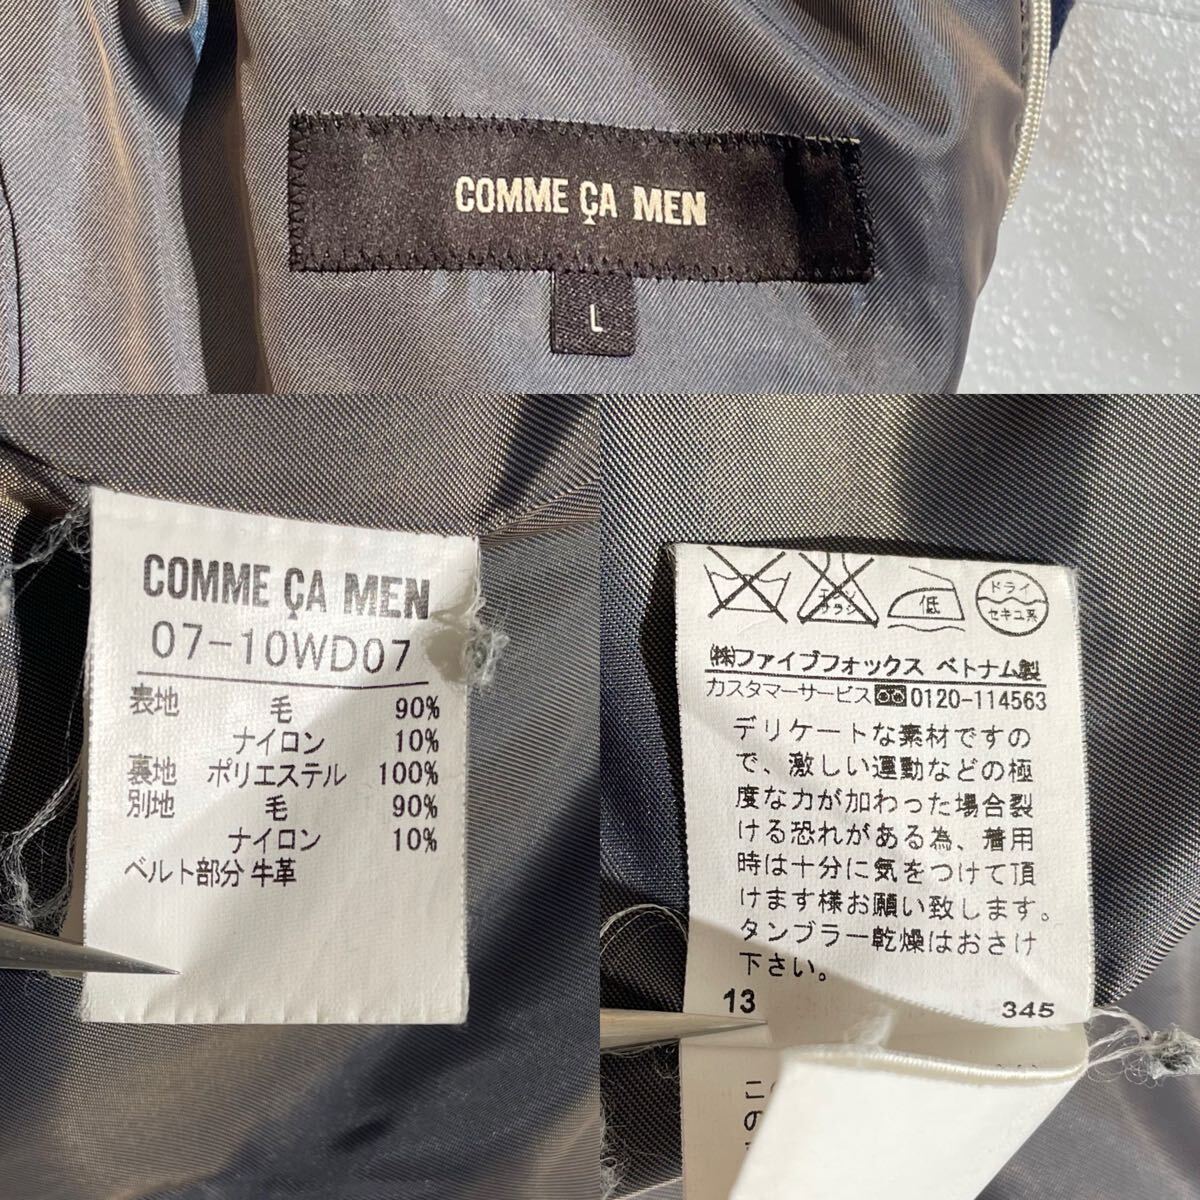 COMME ÇA MEN
L
COMME ÇA MEN
07-10WD07
表地 毛 90%
ナイロン 10%
裏地 ポリエステル 100%
別地 毛 90%
ナイロン 10%
ベルト部分 牛革
低
ドライ
セキユ系
(株)ファイブフォックス ベトナム製
カスタマーサービス 0120-114563
デリケートな素材ですの
で、激しい運動などの極
度な力が加わった場合裂
ける恐れがある為、着用
時は十分に気をつけて頂
けます様お願い致します。
タンブラー乾燥はおさけ
下さい。
13 345
の